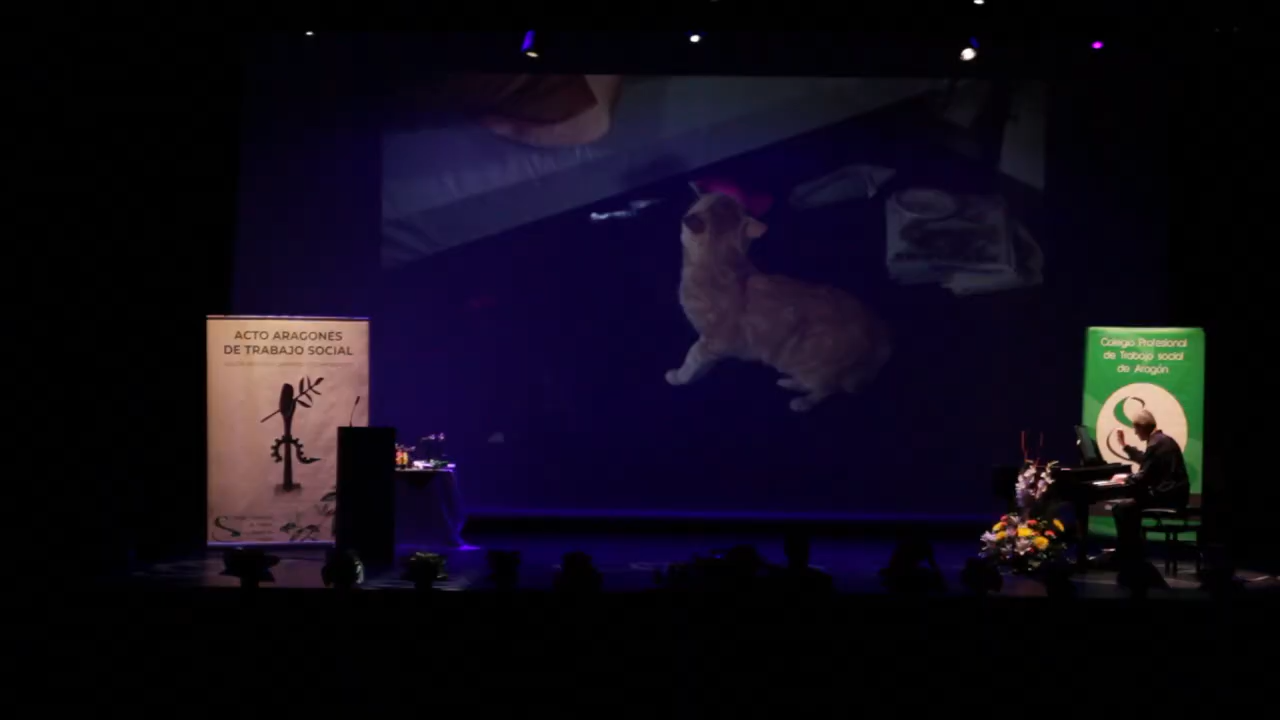 ACTO ARAGONÉS
DE TRABAJO SOCIAL
Colegio Profesional
de Trabajo social
de Aragón